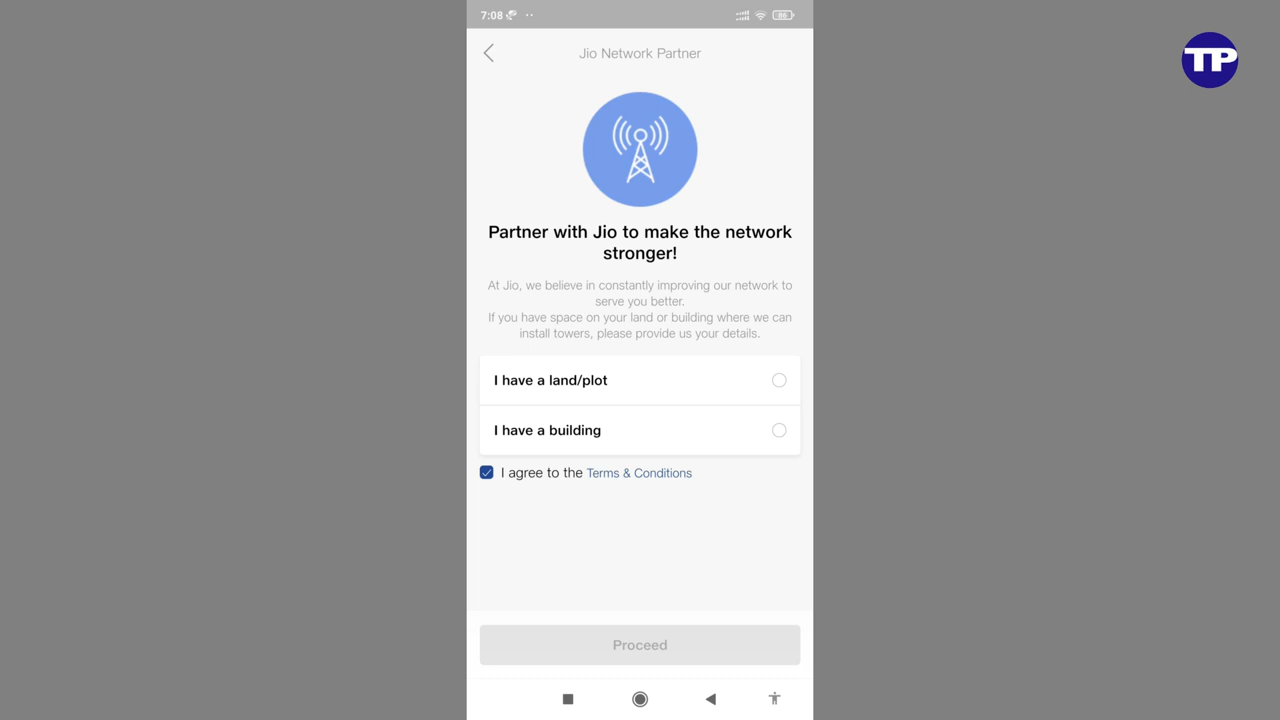 7:08
86
Jio Network Partner
TP
Partner with Jio to make the network
stronger!
At Jio, we believe in constantly improving our network to
serve you better.
If you have space on your land or building where we can
install towers, please provide us your details.
I have a land/plot
I have a building
I agree to the Terms & Conditions
Proceed